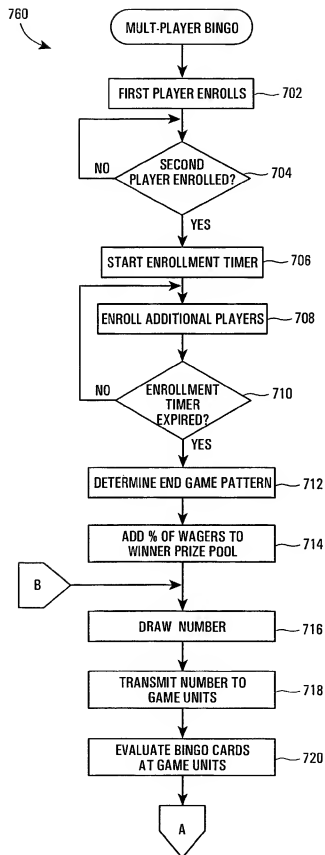 760
MULT-PLAYER BINGO
FIRST PLAYER ENROLLS
702
SECOND
PLAYER ENROLLED?
704
NO
YES
START ENROLLMENT TIMER
706
ENROLL ADDITIONAL PLAYERS
708
ENROLLMENT
TIMER
EXPIRED?
710
NO
YES
DETERMINE END GAME PATTERN
712
ADD % OF WAGERS TO
WINNER PRIZE POOL
714
B
DRAW NUMBER
716
TRANSMIT NUMBER TO
GAME UNITS
718
EVALUATE BINGO CARDS
AT GAME UNITS
720
A